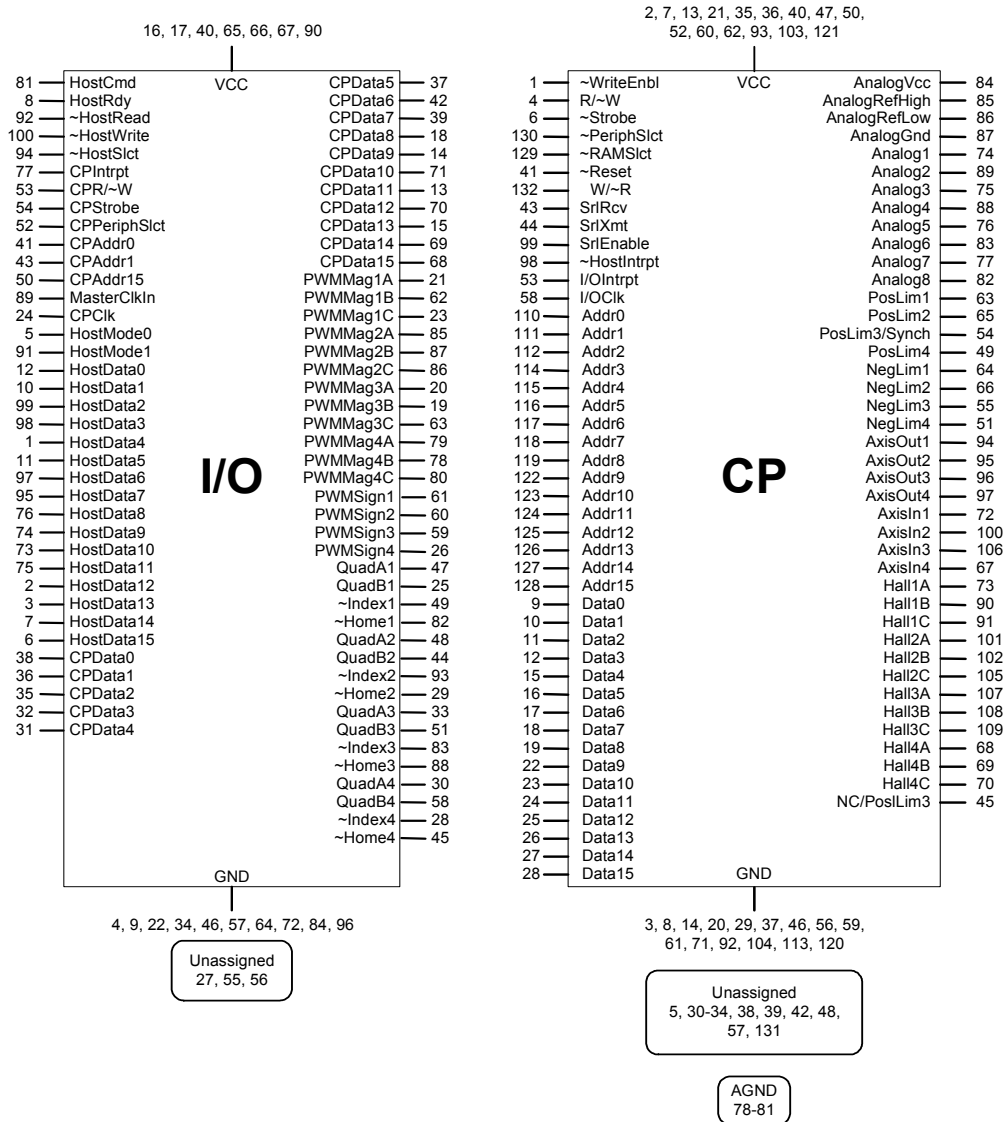 16, 17, 40, 65, 66, 67, 90
VCC
81 HostCmd
8 HostRdy
92 ~HostRead
100 ~HostWrite
94 ~HostSlct
77 CPIntrpt
53 CPR/~W
54 CPStrobe
52 CPPeriphSlct
41 CPAddr0
43 CPAddr1
50 CPAddr15
89 MasterClkIn
24 CPClk
5 HostMode0
91 HostMode1
12 HostData0
10 HostData1
99 HostData2
98 HostData3
1 HostData4
11 HostData5
97 HostData6
95 HostData7
76 HostData8
74 HostData9
73 HostData10
75 HostData11
2 HostData12
3 HostData13
7 HostData14
6 HostData15
38 CPData0
36 CPData1
35 CPData2
32 CPData3
31 CPData4
I/O
CPData5 37
CPData6 42
CPData7 39
CPData8 18
CPData9 14
CPData10 71
CPData11 13
CPData12 70
CPData13 15
CPData14 69
CPData15 68
PWMMag1A 21
PWMMag1B 62
PWMMag1C 23
PWMMag2A 85
PWMMag2B 87
PWMMag2C 86
PWMMag3A 20
PWMMag3B 19
PWMMag3C 63
PWMMag4A 79
PWMMag4B 78
PWMMag4C 80
PWMSign1 61
PWMSign2 60
PWMSign3 59
PWMSign4 26
QuadA1 47
QuadB1 25
~Index1 49
~Home1 82
QuadA2 48
QuadB2 44
~Index2 93
~Home2 29
QuadA3 33
QuadB3 51
~Index3 83
~Home3 88
QuadA4 30
QuadB4 58
~Index4 28
~Home4 45
GND
4, 9, 22, 34, 46, 57, 64, 72, 84, 96
Unassigned
27, 55, 56
2, 7, 13, 21, 35, 36, 40, 47, 50,
52, 60, 62, 93, 103, 121
VCC
1 ~WriteEnbl
4 R/~W
6 ~Strobe
130 ~PeriphSlct
129 ~RAMSlct
41 ~Reset
132 W/~R
43 SrlRcv
44 SrlXmt
99 SrlEnable
98 ~HostIntrpt
53 I/OIntrpt
58 I/OClk
110 Addr0
111 Addr1
112 Addr2
114 Addr3
115 Addr4
116 Addr5
117 Addr6
118 Addr7
119 Addr8
122 Addr9
123 Addr10
124 Addr11
125 Addr12
126 Addr13
127 Addr14
128 Addr15
9 Data0
10 Data1
11 Data2
12 Data3
15 Data4
16 Data5
17 Data6
18 Data7
19 Data8
22 Data9
23 Data10
24 Data11
25 Data12
26 Data13
27 Data14
28 Data15
CP
AnalogVcc 84
AnalogRefHigh 85
AnalogRefLow 86
AnalogGnd 87
Analog1 74
Analog2 89
Analog3 75
Analog4 88
Analog5 76
Analog6 83
Analog7 77
Analog8 82
PosLim1 63
PosLim2 65
PosLim3/Synch 54
PosLim4 49
NegLim1 64
NegLim2 66
NegLim3 55
NegLim4 51
AxisOut1 94
AxisOut2 95
AxisOut3 96
AxisOut4 97
AxisIn1 72
AxisIn2 100
AxisIn3 106
AxisIn4 67
Hall1A 73
Hall1B 90
Hall1C 91
Hall2A 101
Hall2B 102
Hall2C 105
Hall3A 107
Hall3B 108
Hall3C 109
Hall4A 68
Hall4B 69
Hall4C 70
NC/PoslLim3 45
GND
3, 8, 14, 20, 29, 37, 46, 56, 59,
61, 71, 92, 104, 113, 120
Unassigned
5, 30-34, 38, 39, 42, 48,
57, 131
AGND
78-81